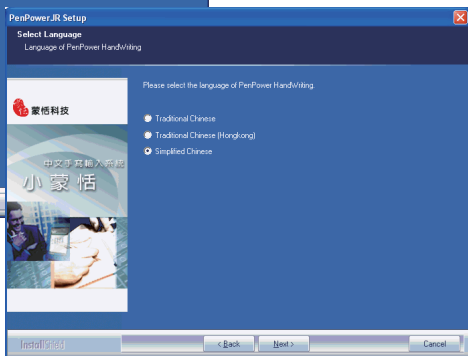 PenPowerJR Setup
Select Language
Language of PenPower HandWriting
Please select the language of PenPower HandWriting.
蒙恬科技
Traditional Chinese
Traditional Chinese (Hongkong)
Simplified Chinese
中文手寫輸入系統
小蒙恬
InstallShield
< Back
Next >
Cancel